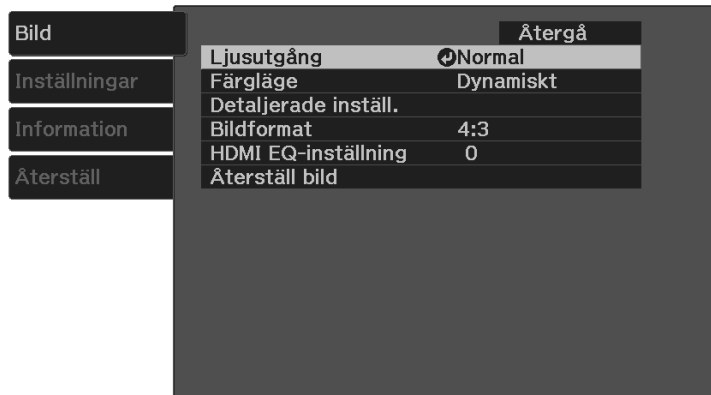 Bild
Inställningar
Information
Återställ
Återgå
Ljusutgång Normal
Färgläge Dynamiskt
Detaljerade inställ.
Bildformat 4:3
HDMI EQ-inställning 0
Återställ bild